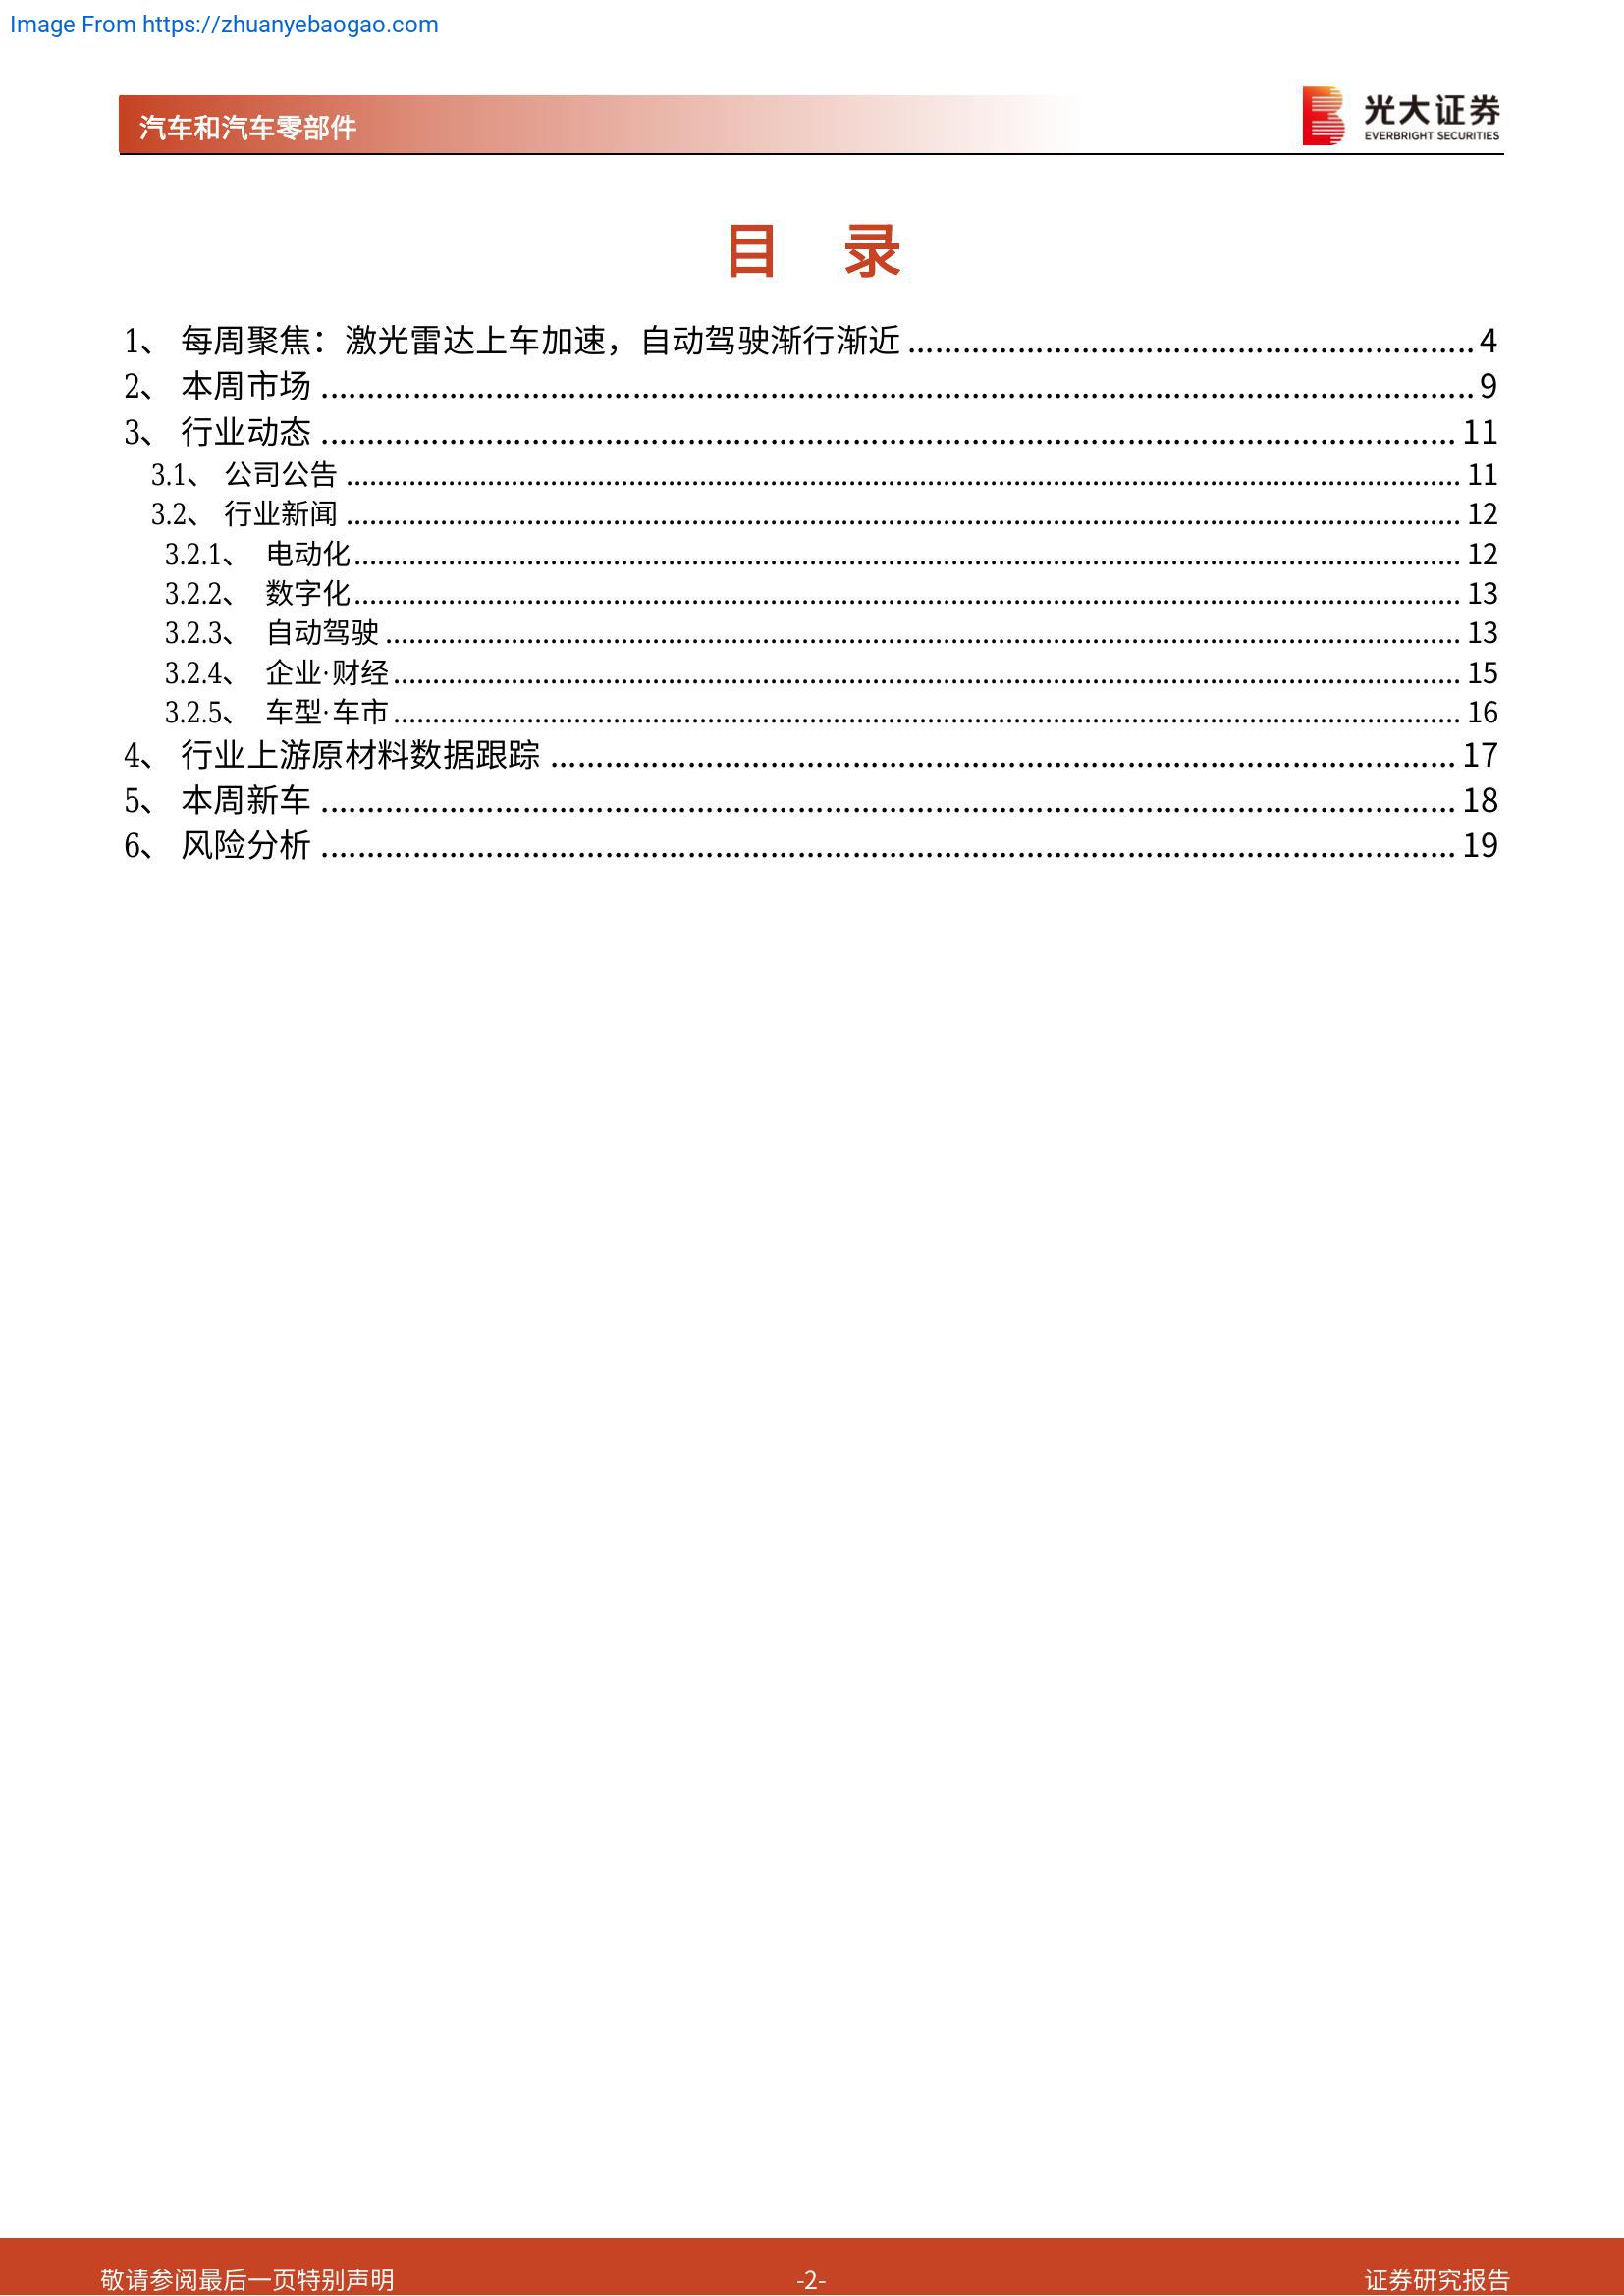 Image From https://zhuanyebaogao.com
汽车和汽车零部件
光大证券
EVERBRIGHT SECURITIES
目 录
1、 每周聚焦：激光雷达上车加速，自动驾驶渐行渐近 ........................................ 4
2、 本周市场 ........................................ 9
3、 行业动态 ........................................ 11
3.1、 公司公告 ........................................ 11
3.2、 行业新闻 ........................................ 12
3.2.1、 电动化 ........................................ 12
3.2.2、 数字化 ........................................ 13
3.2.3、 自动驾驶 ........................................ 13
3.2.4、 企业·财经 ........................................ 15
3.2.5、 车型·车市 ........................................ 16
4、 行业上游原材料数据跟踪 ........................................ 17
5、 本周新车 ........................................ 18
6、 风险分析 ........................................ 19
敬请参阅最后一页特别声明 -2- 证券研究报告